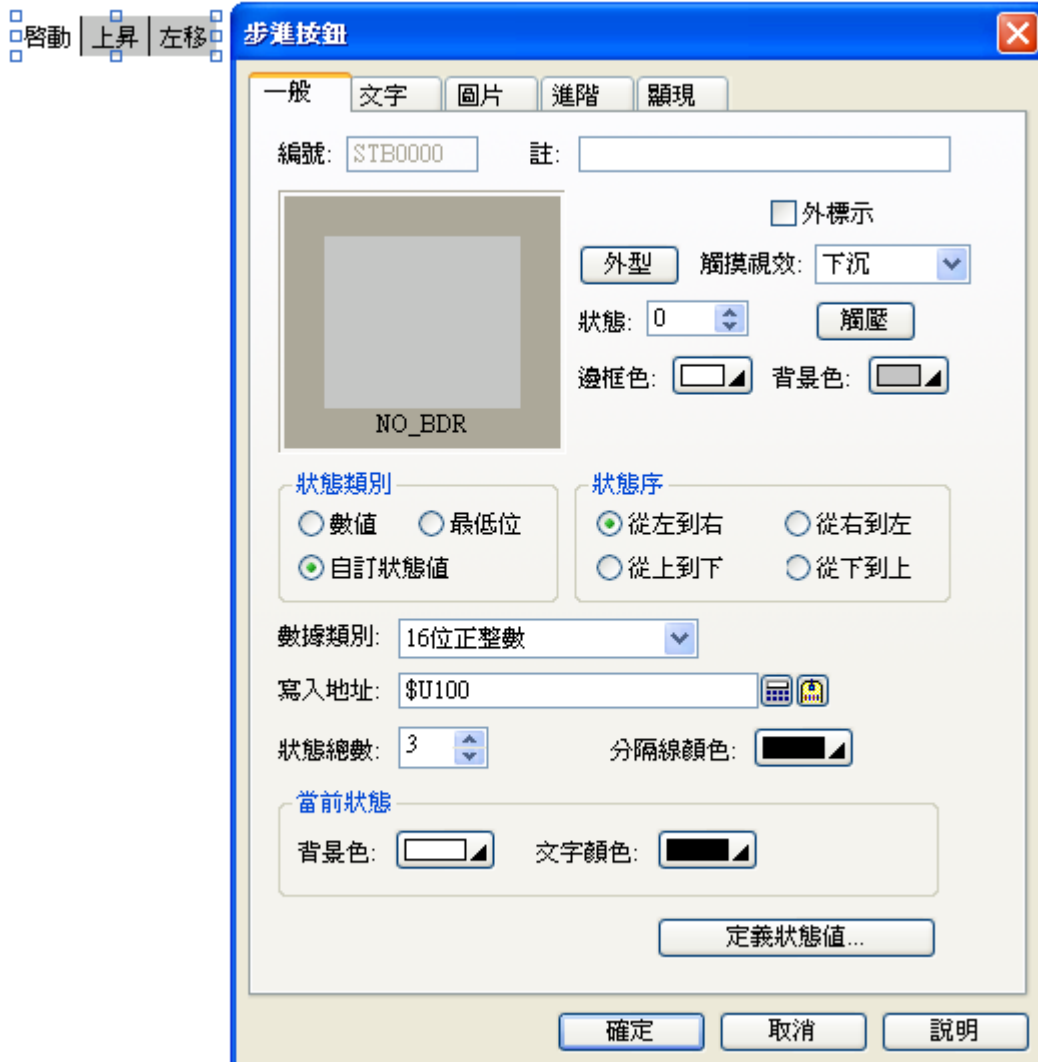 啓動 上昇 左移
步進按鈕
一般 文字 圖片 進階 顯現
編號: STB0000 註:
外標示
外型 觸摸視效: 下沉
狀態: 0 觸壓
邊框色: 背景色:
NO_BDR
狀態類別 狀態序
數值 最低位 從左到右 從右到左
自訂狀態值 從上到下 從下到上
數據類別: 16位正整數
寫入地址: $U100
狀態總數: 3 分隔線顏色:
當前狀態
背景色: 文字顏色:
定義狀態值...
確定 取消 說明